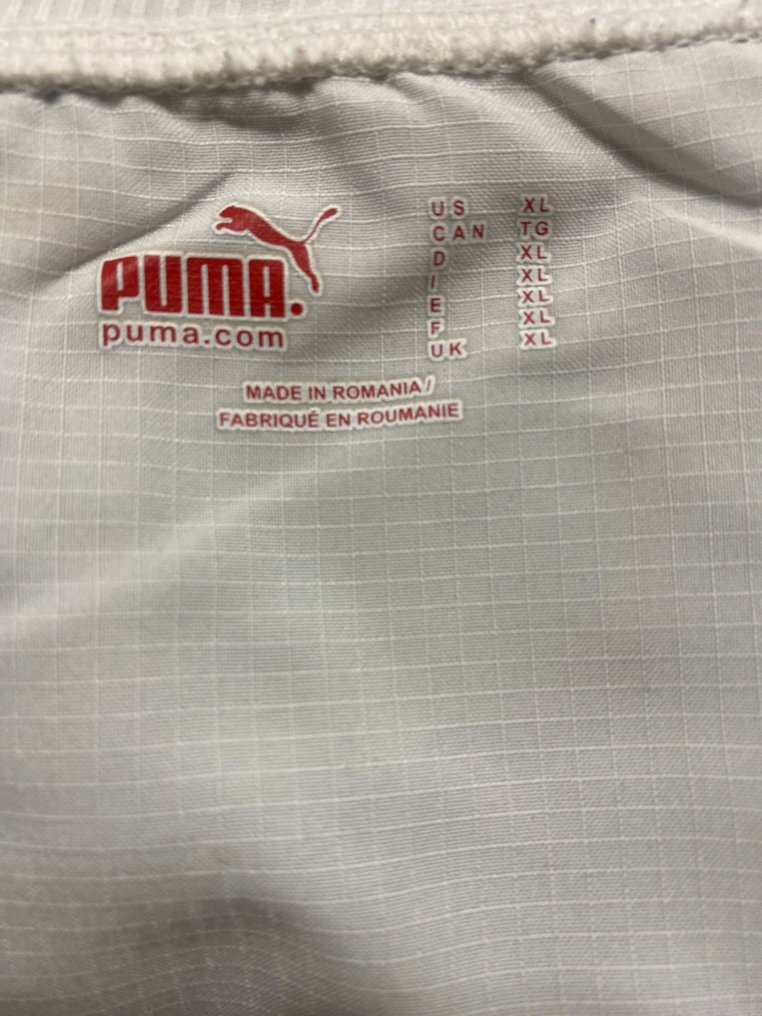 PUMA.
puma.com
US XL
CAN TG
D XL
I XL
E XL
F XL
UK XL
MADE IN ROMANIA /
FABRIQUÉ EN ROUMANIE